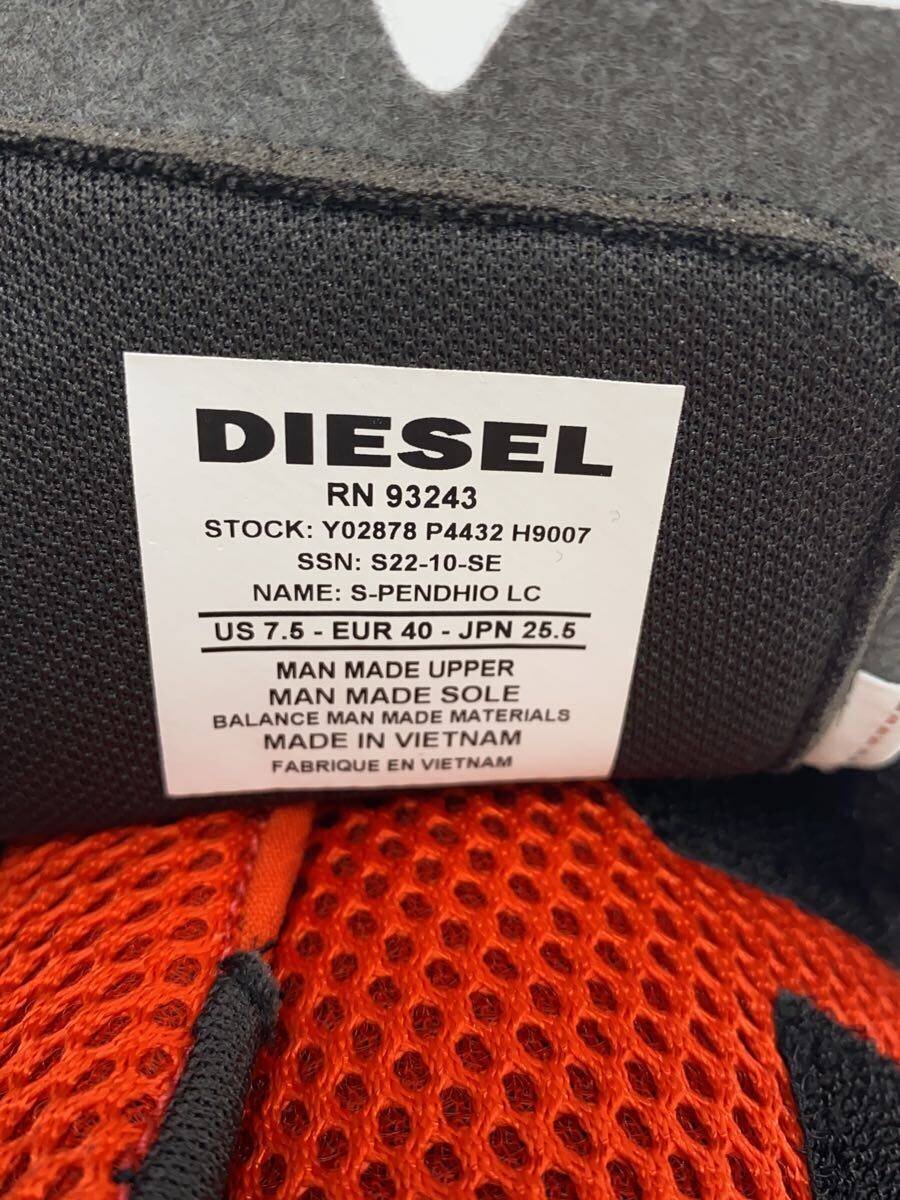 DIESEL
RN 93243
STOCK: Y02878 P4432 H9007
SSN: S22-10-SE
NAME: S-PENDHIO LC
US 7.5 - EUR 40 - JPN 25.5
MAN MADE UPPER
MAN MADE SOLE
BALANCE MAN MADE MATERIALS
MADE IN VIETNAM
FABRIQUE EN VIETNAM